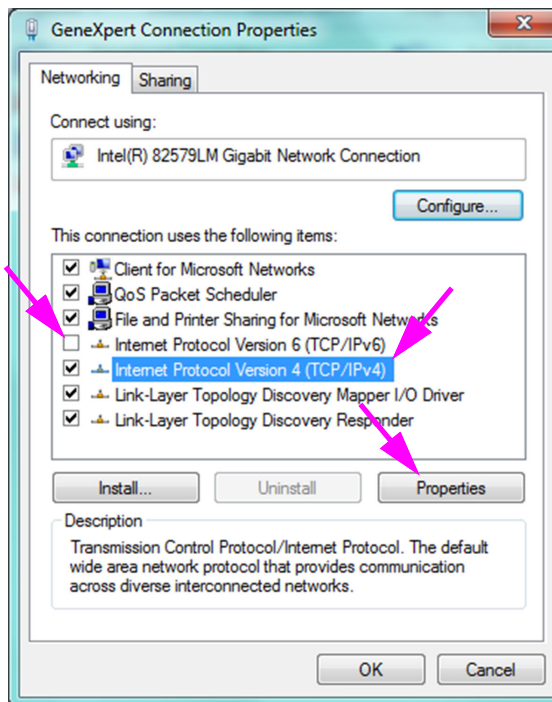 GeneXpert Connection Properties
Networking
Sharing
Connect using:
Intel(R) 82579LM Gigabit Network Connection
Configure...
This connection uses the following items:
Client for Microsoft Networks
QoS Packet Scheduler
File and Printer Sharing for Microsoft Networks
Internet Protocol Version 6 (TCP/IPv6)
Internet Protocol Version 4 (TCP/IPv4)
Link-Layer Topology Discovery Mapper I/O Driver
Link-Layer Topology Discovery Responder
Install...
Uninstall
Properties
Description
Transmission Control Protocol/Internet Protocol. The default
wide area network protocol that provides communication
across diverse interconnected networks.
OK
Cancel